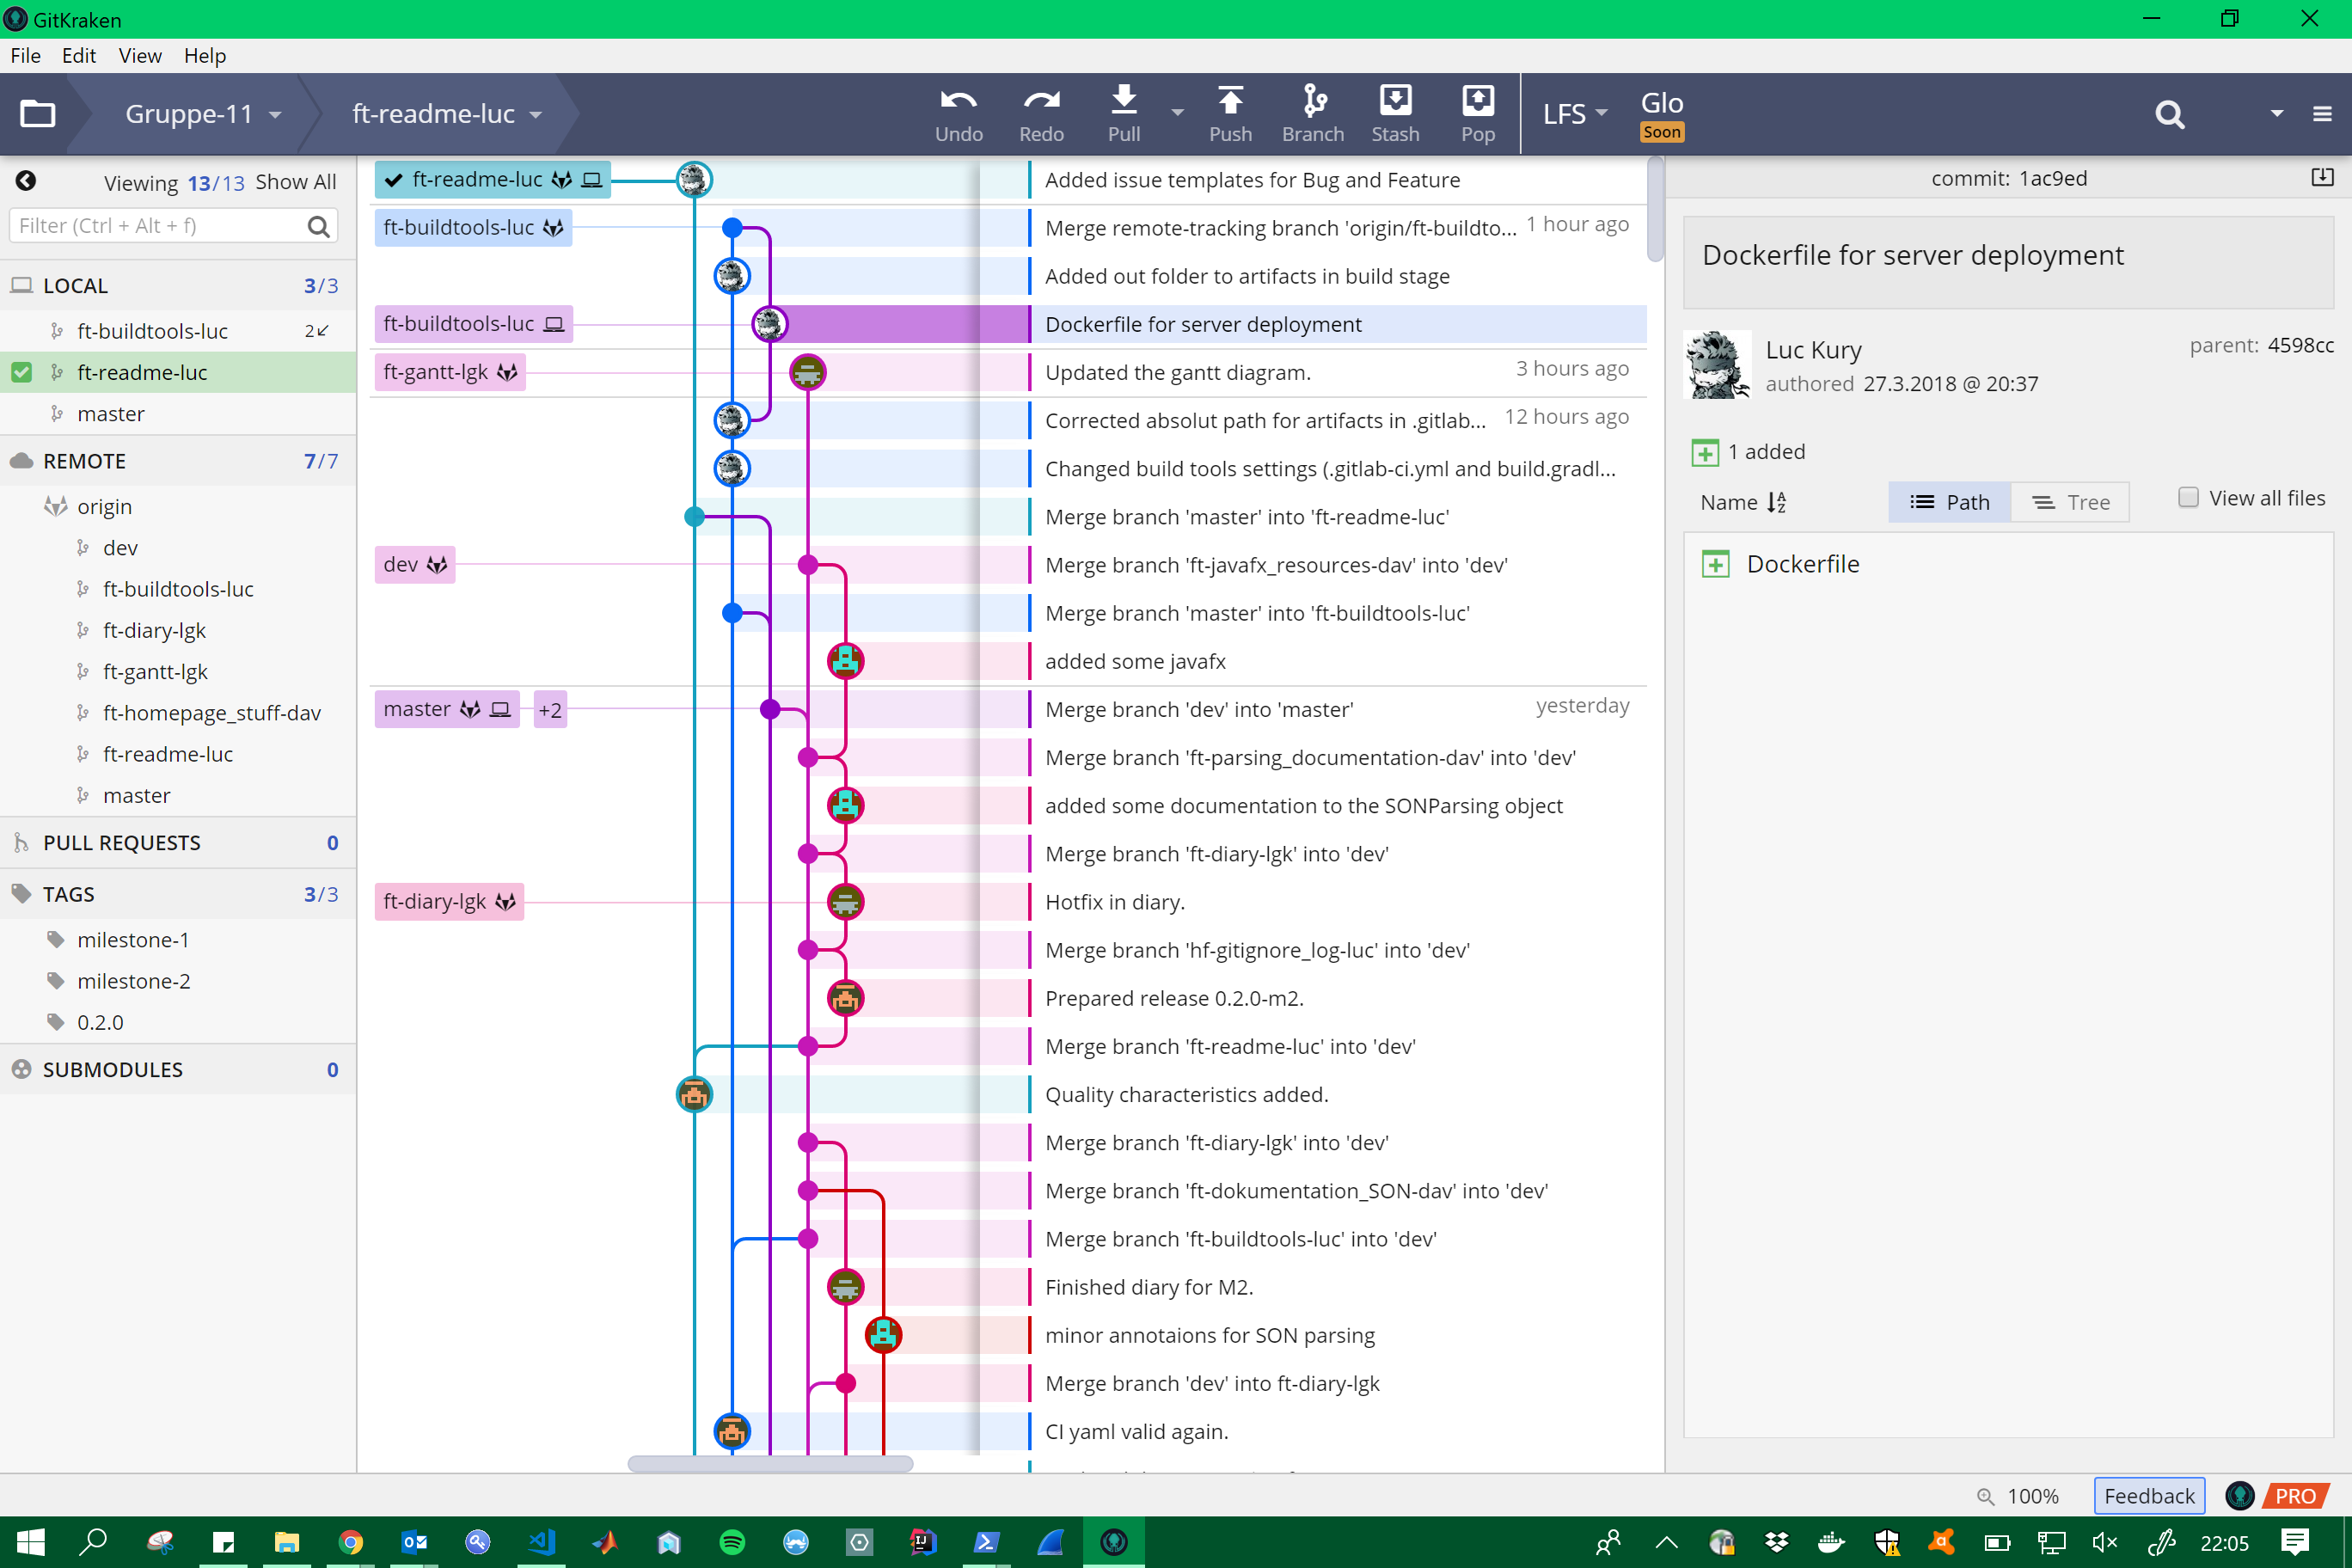 GitKraken
File Edit View Help
Gruppe-11 ft-readme-luc Undo Redo Pull Push Branch Stash Pop LFS Glo Soon
Viewing 13/13 Show All
Filter (Ctrl + Alt + f)
LOCAL 3/3
ft-buildtools-luc 2
ft-readme-luc
master
REMOTE 7/7
origin
dev
ft-buildtools-luc
ft-diary-lgk
ft-gantt-lgk
ft-homepage_stuff-dav
ft-readme-luc
master
PULL REQUESTS 0
TAGS 3/3
milestone-1
milestone-2
0.2.0
SUBMODULES 0
ft-readme-luc Added issue templates for Bug and Feature
ft-buildtools-luc Merge remote-tracking branch 'origin/ft-buildto... 1 hour ago
Added out folder to artifacts in build stage
ft-buildtools-luc Dockerfile for server deployment
ft-gantt-lgk Updated the gantt diagram. 3 hours ago
Corrected absolut path for artifacts in .gitlab... 12 hours ago
Changed build tools settings (.gitlab-ci.yml and build.gradl...
Merge branch 'master' into 'ft-readme-luc'
dev Merge branch 'ft-javafx_resources-dav' into 'dev'
Merge branch 'master' into 'ft-buildtools-luc'
added some javafx
master +2 Merge branch 'dev' into 'master' yesterday
Merge branch 'ft-parsing_documentation-dav' into 'dev'
added some documentation to the SONParsing object
Merge branch 'ft-diary-lgk' into 'dev'
ft-diary-lgk Hotfix in diary.
Merge branch 'hf-gitignore_log-luc' into 'dev'
Prepared release 0.2.0-m2.
Merge branch 'ft-readme-luc' into 'dev'
Quality characteristics added.
Merge branch 'ft-diary-lgk' into 'dev'
Merge branch 'ft-dokumentation_SON-dav' into 'dev'
Merge branch 'ft-buildtools-luc' into 'dev'
Finished diary for M2.
minor annotaions for SON parsing
Merge branch 'dev' into ft-diary-lgk
CI yaml valid again.
commit: 1ac9ed
Dockerfile for server deployment
Luc Kury parent: 4598cc
authored 27.3.2018 @ 20:37
1 added
Name Path Tree View all files
Dockerfile
100% Feedback PRO
22:05